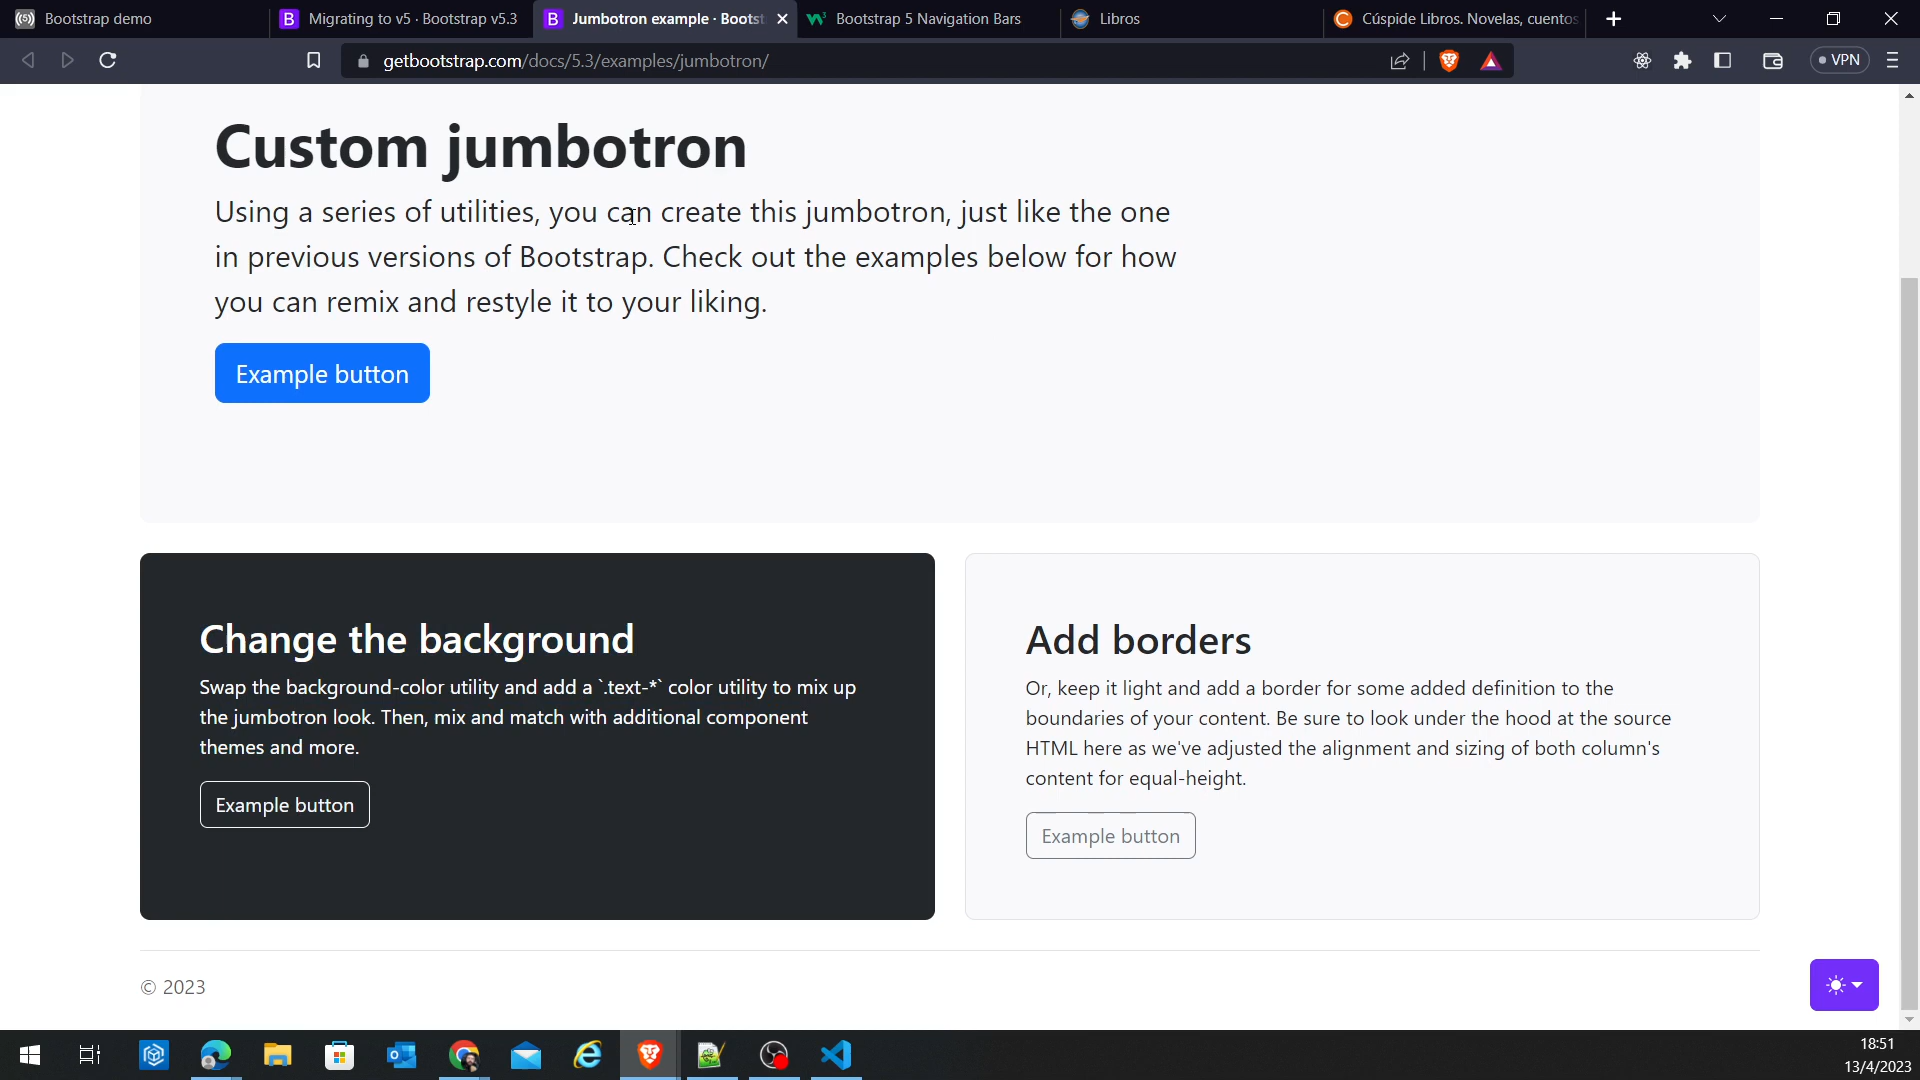 Bootstrap demo
Migrating to v5 · Bootstrap v5.3
Jumbotron example · Bootst
Bootstrap 5 Navigation Bars
Libros
Cúspide Libros. Novelas, cuentos
getbootstrap.com/docs/5.3/examples/jumbotron/
VPN
Custom jumbotron
Using a series of utilities, you can create this jumbotron, just like the one
in previous versions of Bootstrap. Check out the examples below for how
you can remix and restyle it to your liking.
Example button
Change the background
Swap the background-color utility and add a `.text-*` color utility to mix up
the jumbotron look. Then, mix and match with additional component
themes and more.
Example button
Add borders
Or, keep it light and add a border for some added definition to the
boundaries of your content. Be sure to look under the hood at the source
HTML here as we've adjusted the alignment and sizing of both column's
content for equal-height.
Example button
© 2023
18:51
13/4/2023